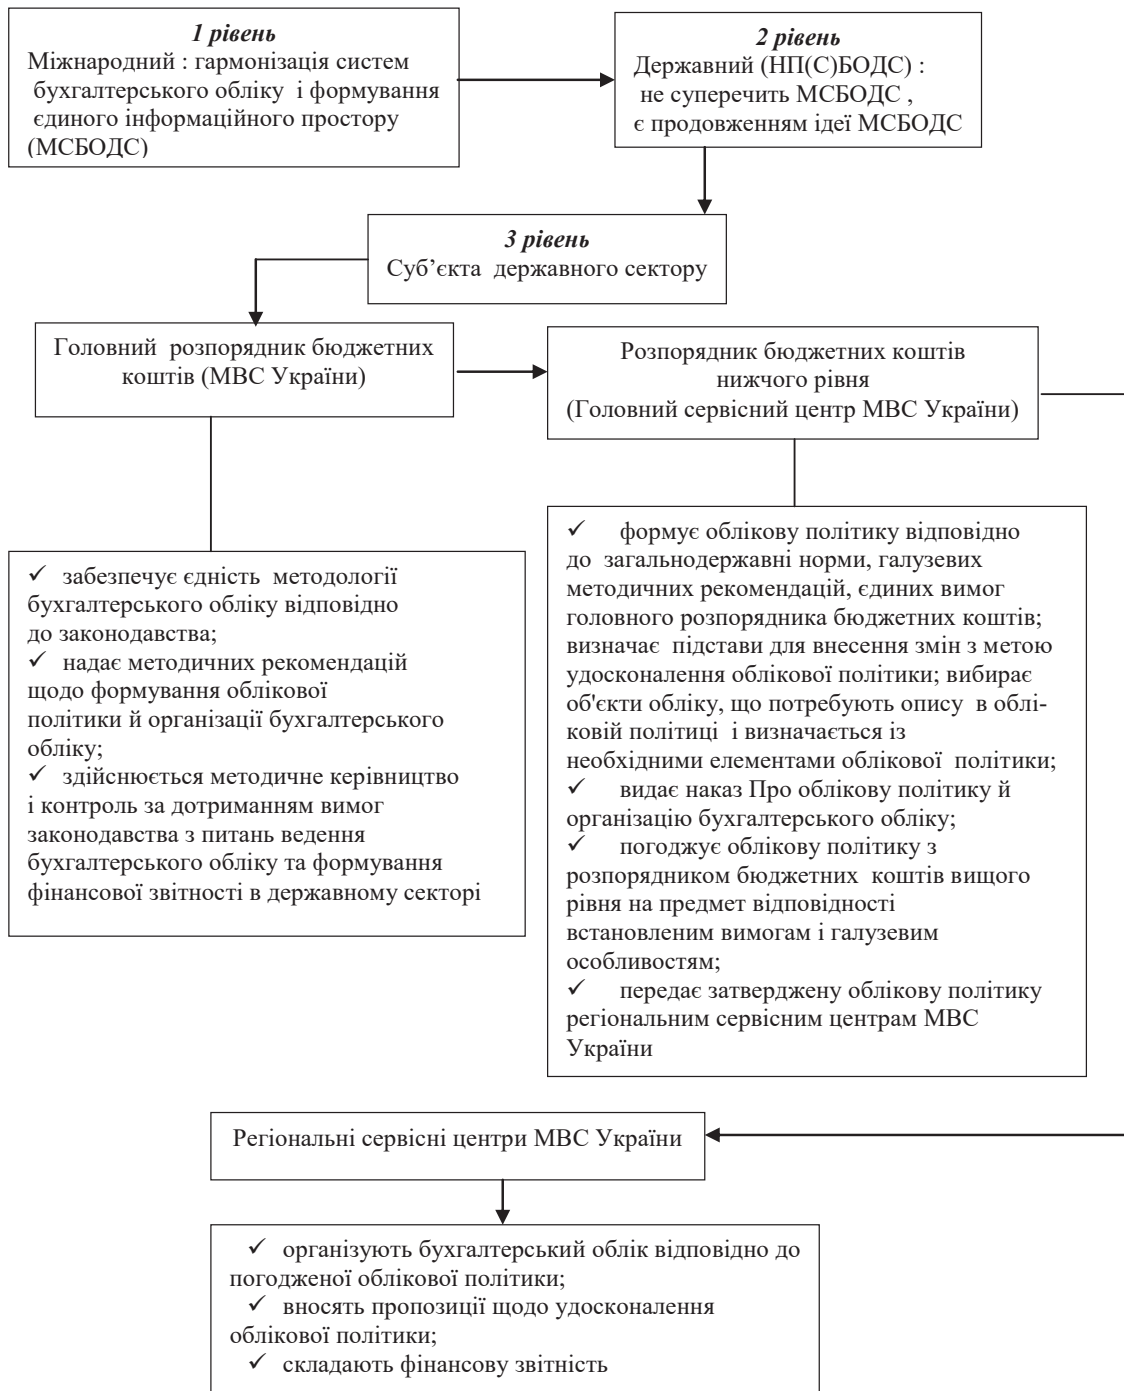 1 рівень
Міжнародний : гармонізація систем
бухгалтерського обліку і формування
єдиного інформаційного простору
(МСБОДС)
2 рівень
Державний (НП(С)БОДС) :
не суперечить МСБОДС ,
є продовженням ідеї МСБОДС
3 рівень
Суб’єкта державного сектору
Головний розпорядник бюджетних
коштів (МВС України)
Розпорядник бюджетних коштів
нижчого рівня
(Головний сервісний центр МВС України)
✓ забезпечує єдність методології
бухгалтерського обліку відповідно
до законодавства;
✓ надає методичних рекомендацій
щодо формування облікової
політики й організації бухгалтерського
обліку;
✓ здійснюється методичне керівництво
і контроль за дотриманням вимог
законодавства з питань ведення
бухгалтерського обліку та формування
фінансової звітності в державному секторі
✓ формує облікову політику відповідно
до загальнодержавні норми, галузевих
методичних рекомендацій, єдиних вимог
головного розпорядника бюджетних коштів;
визначає підстави для внесення змін з метою
удосконалення облікової політики; вибирає
об'єкти обліку, що потребують опису в облі-
ковій політиці і визначається із
необхідними елементами облікової політики;
✓ видає наказ Про облікову політику й
організацію бухгалтерського обліку;
✓ погоджує облікову політику з
розпорядником бюджетних коштів вищого
рівня на предмет відповідності
встановленим вимогам і галузевим
особливостям;
✓ передає затверджену облікову політику
регіональним сервісним центрам МВС
України
Регіональні сервісні центри МВС України
✓ організують бухгалтерський облік відповідно до
погодженої облікової політики;
✓ вносять пропозиції щодо удосконалення
облікової політики;
✓ складають фінансову звітність